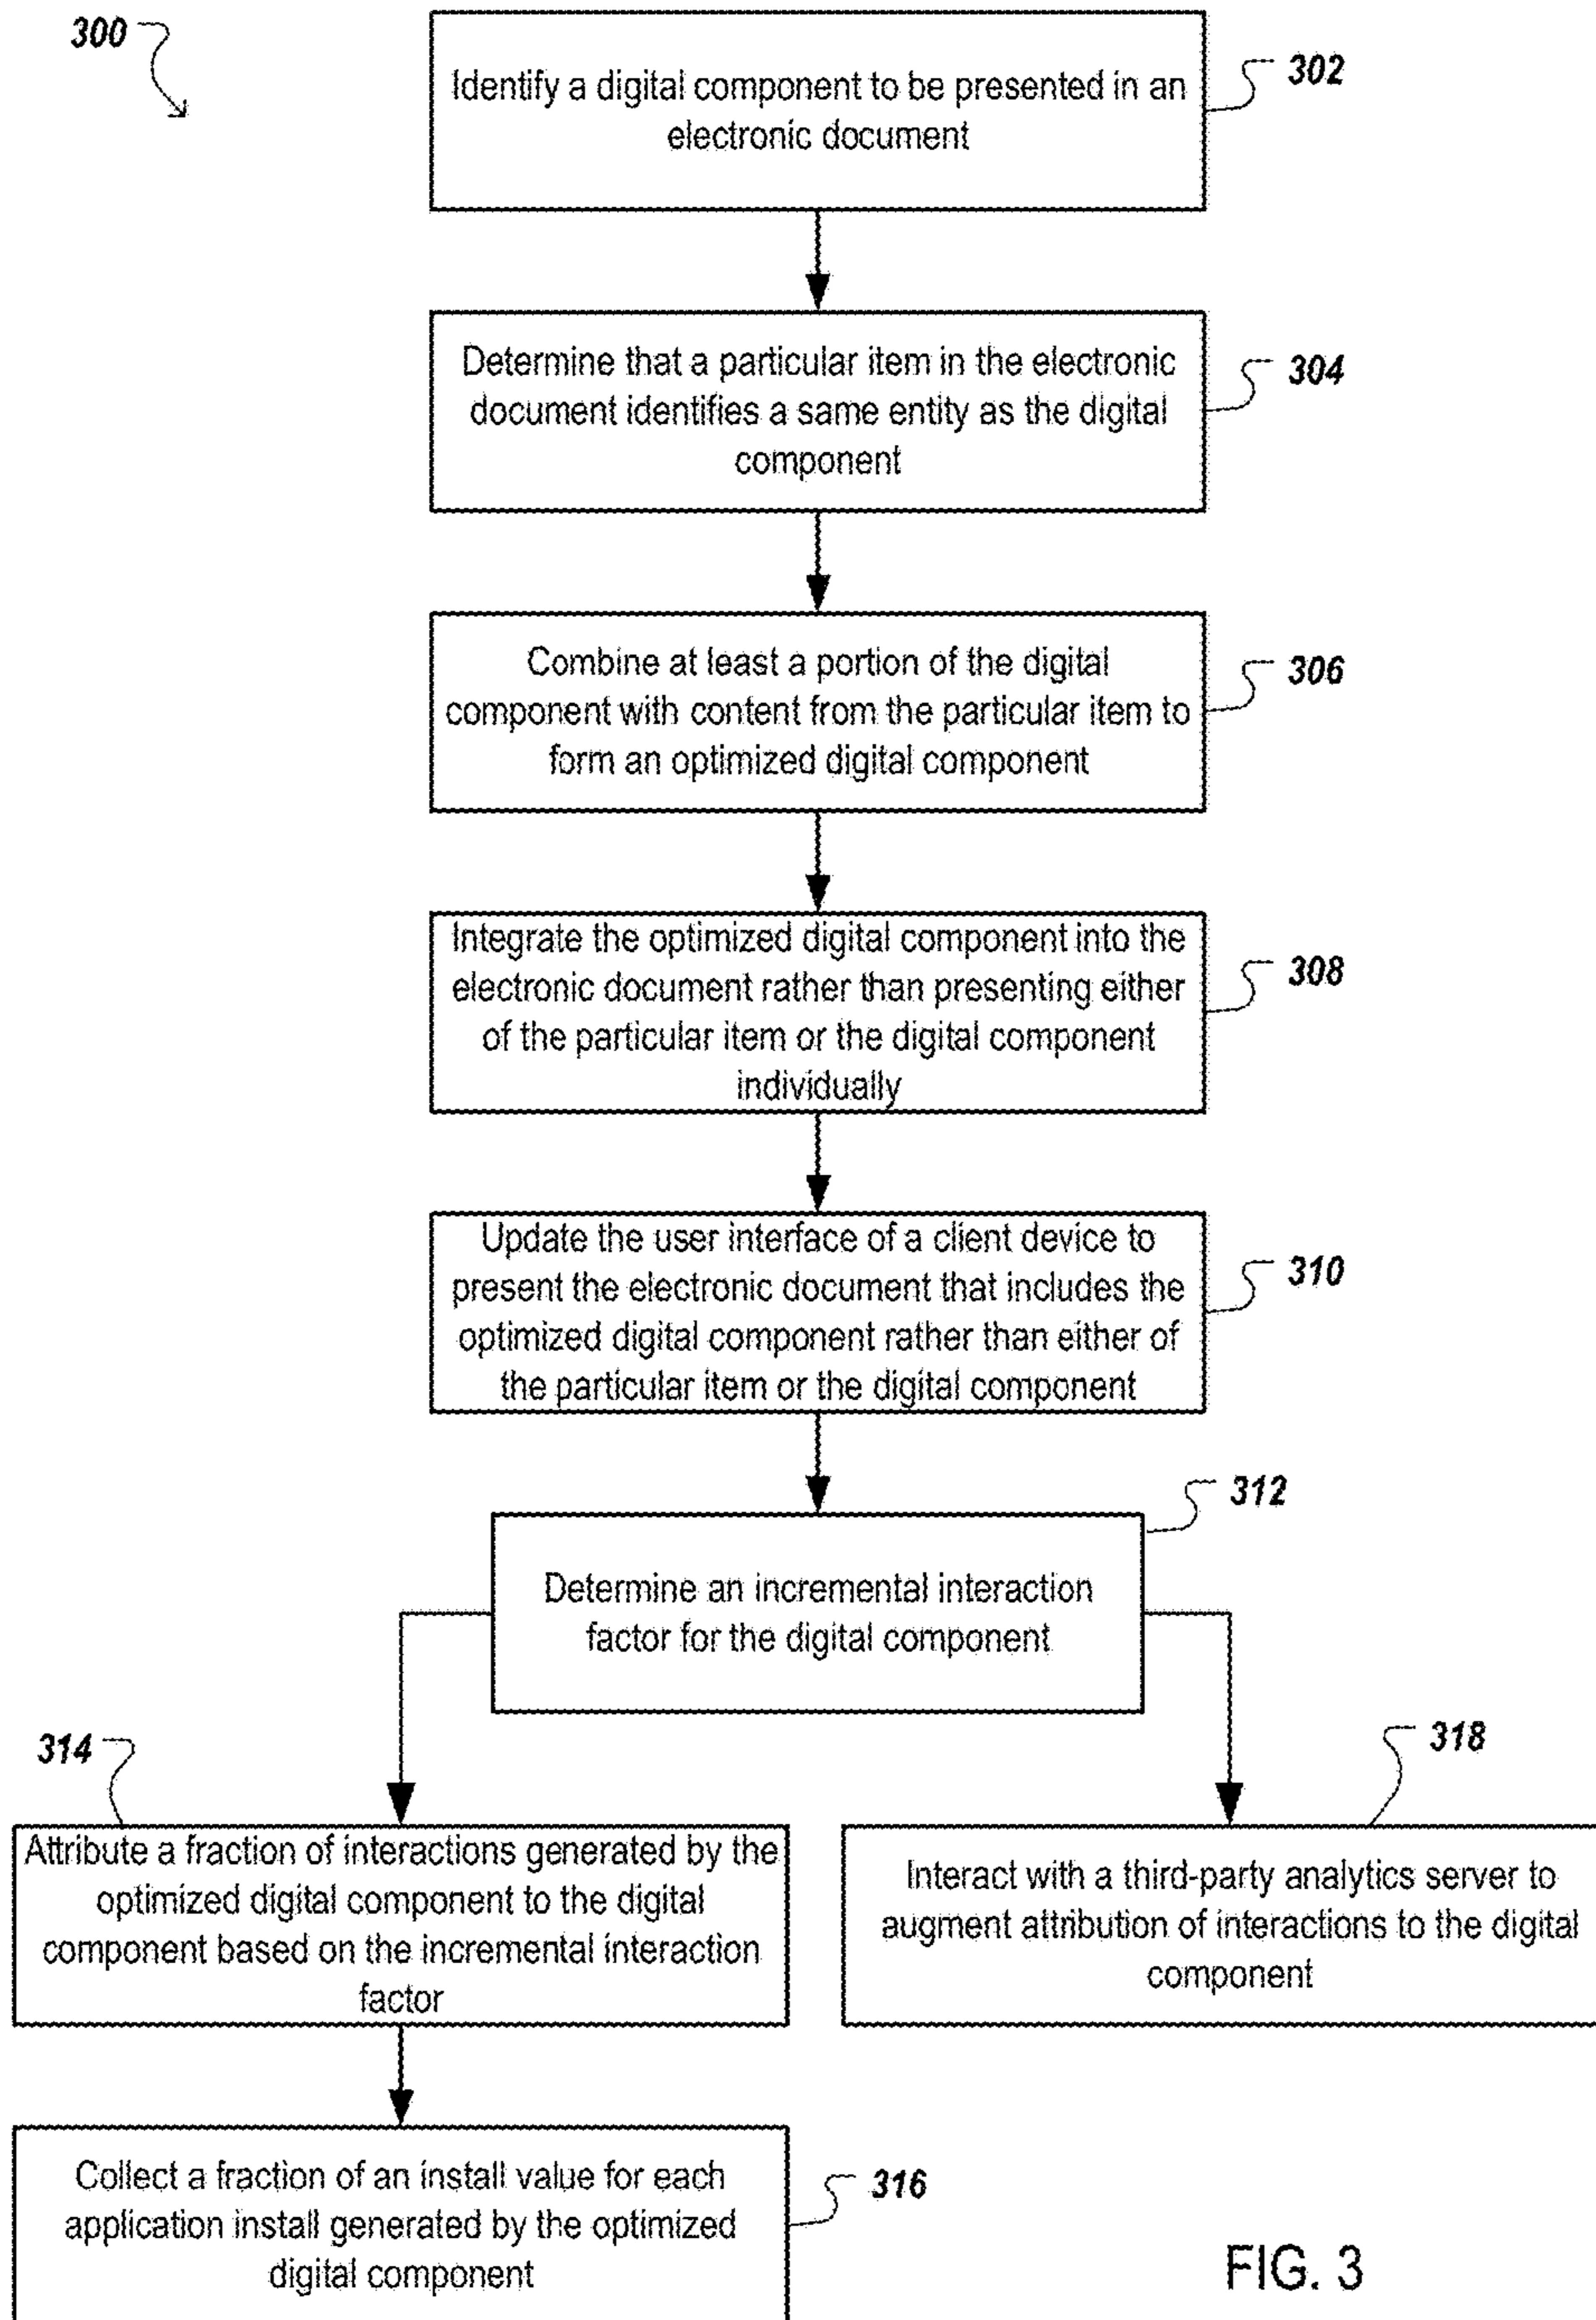 300
Identify a digital component to be presented in an
electronic document
302
Determine that a particular item in the electronic
document identifies a same entity as the digital
component
304
Combine at least a portion of the digital
component with content from the particular item to
form an optimized digital component
306
Integrate the optimized digital component into the
electronic document rather than presenting either
of the particular item or the digital component
individually
308
Update the user interface of a client device to
present the electronic document that includes the
optimized digital component rather than either of
the particular item or the digital component
310
312
Determine an incremental interaction
factor for the digital component
314
Attribute a fraction of interactions generated by the
optimized digital component to the digital
component based on the incremental interaction
factor
318
Interact with a third-party analytics server to
augment attribution of interactions to the digital
component
Collect a fraction of an install value for each
application install generated by the optimized
digital component
316
FIG. 3